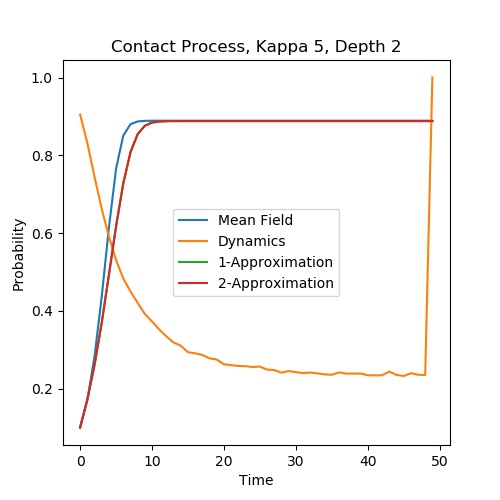 Contact Process, Kappa 5, Depth 2
1.0
0.8
0.6
0.4
0.2
Probability
Mean Field
Dynamics
1-Approximation
2-Approximation
0 10 20 30 40 50
Time